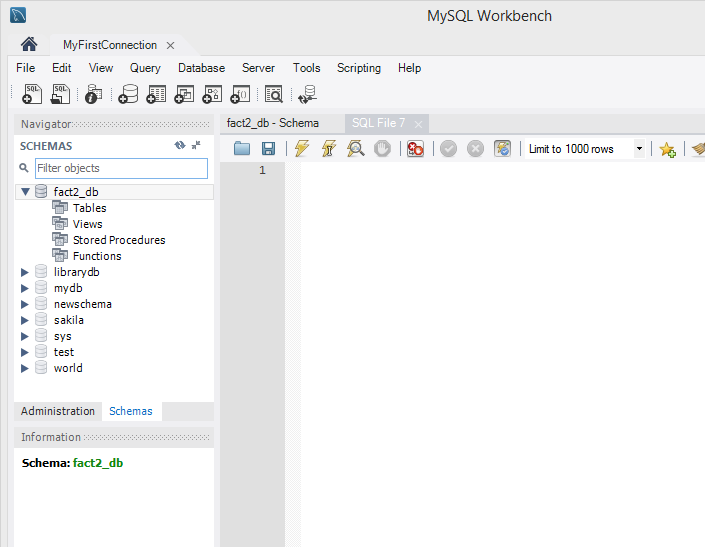 MySQL Workbench
MyFirstConnection
File Edit View Query Database Server Tools Scripting Help
SQL SQL
Navigator
SCHEMAS
Filter objects
fact2_db
Tables
Views
Stored Procedures
Functions
librarydb
mydb
newschema
sakila
sys
test
world
Administration Schemas
Information
Schema: fact2_db
fact2_db - Schema SQL File 7
Limit to 1000 rows
1